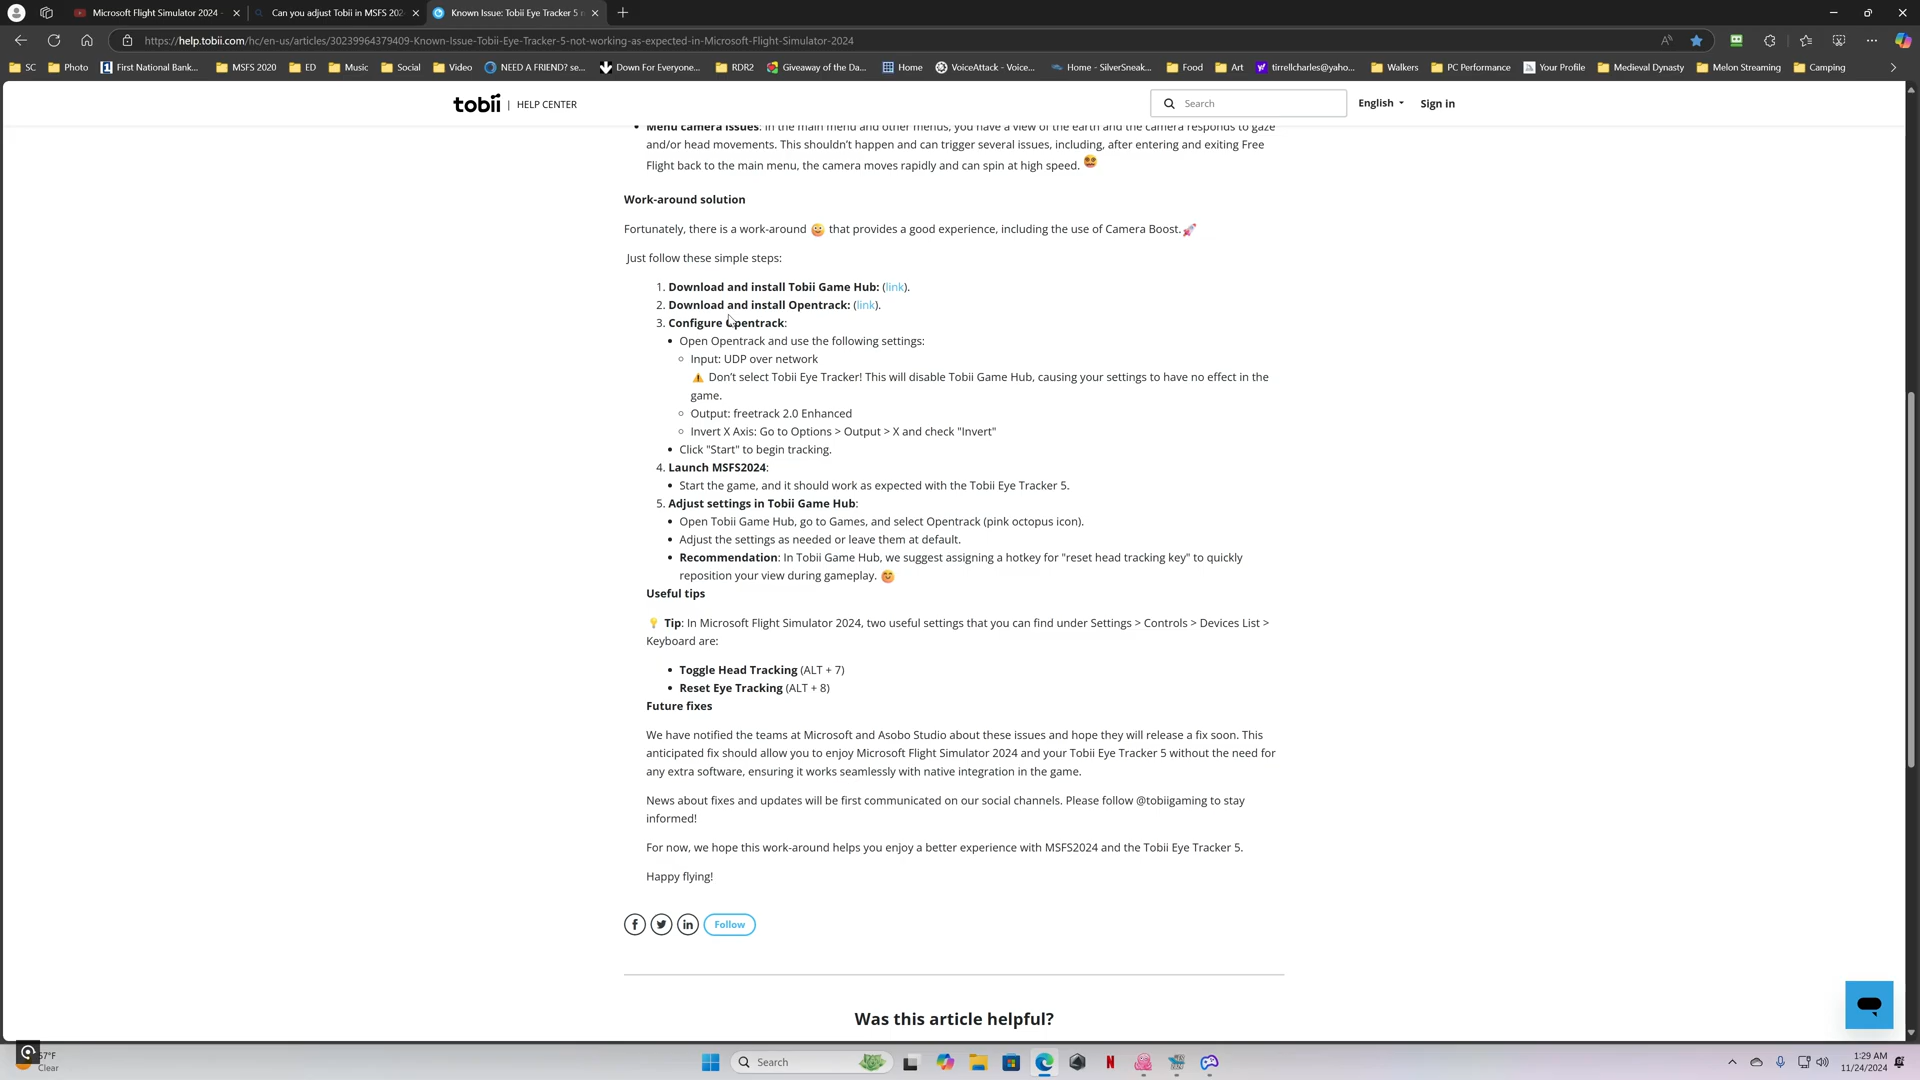 Microsoft Flight Simulator 2024 -
Can you adjust Tobii in MSFS 202
Known Issue: Tobii Eye Tracker 5 n
https://help.tobii.com/hc/en-us/articles/30239964379409-Known-Issue-Tobii-Eye-Tracker-5-not-working-as-expected-in-Microsoft-Flight-Simulator-2024
SC Photo First National Bank... MSFS 2020 ED Music Social Video NEED A FRIEND? se... Down For Everyone... RDR2 Giveaway of the Da... Home VoiceAttack - Voice... Home - SilverSneak... Food Art tirrellcharles@yaho... Walkers PC Performance Your Profile Medieval Dynasty Melon Streaming Camping
tobii | HELP CENTER
Search
English
Sign in
• Menu camera issues: In the main menu and other menus, you have a view of the earth and the camera responds to gaze
and/or head movements. This shouldn't happen and can trigger several issues, including, after entering and exiting Free
Flight back to the main menu, the camera moves rapidly and can spin at high speed. 😵
Work-around solution
Fortunately, there is a work-around 😀 that provides a good experience, including the use of Camera Boost.🚀
Just follow these simple steps:
1. Download and install Tobii Game Hub: (link).
2. Download and install Opentrack: (link).
3. Configure Opentrack:
• Open Opentrack and use the following settings:
○ Input: UDP over network
⚠️ Don't select Tobii Eye Tracker! This will disable Tobii Game Hub, causing your settings to have no effect in the
game.
○ Output: freetrack 2.0 Enhanced
○ Invert X Axis: Go to Options > Output > X and check "Invert"
• Click "Start" to begin tracking.
4. Launch MSFS2024:
• Start the game, and it should work as expected with the Tobii Eye Tracker 5.
5. Adjust settings in Tobii Game Hub:
• Open Tobii Game Hub, go to Games, and select Opentrack (pink octopus icon).
• Adjust the settings as needed or leave them at default.
• Recommendation: In Tobii Game Hub, we suggest assigning a hotkey for "reset head tracking key" to quickly
reposition your view during gameplay. 😊
Useful tips
💡 Tip: In Microsoft Flight Simulator 2024, two useful settings that you can find under Settings > Controls > Devices List >
Keyboard are:
• Toggle Head Tracking (ALT + 7)
• Reset Eye Tracking (ALT + 8)
Future fixes
We have notified the teams at Microsoft and Asobo Studio about these issues and hope they will release a fix soon. This
anticipated fix should allow you to enjoy Microsoft Flight Simulator 2024 and your Tobii Eye Tracker 5 without the need for
any extra software, ensuring it works seamlessly with native integration in the game.
News about fixes and updates will be first communicated on our social channels. Please follow @tobiigaming to stay
informed!
For now, we hope this work-around helps you enjoy a better experience with MSFS2024 and the Tobii Eye Tracker 5.
Happy flying!
Follow
Was this article helpful?
57°F
Clear
Search
1:29 AM
11/24/2024